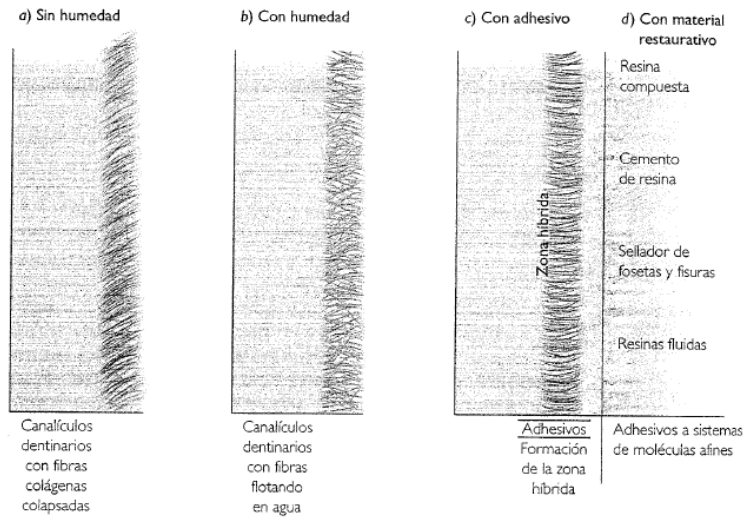 a) Sin humedad
b) Con humedad
c) Con adhesivo
d) Con material
restaurativo
Resina
compuesta
Cemento
de resina
Zona híbrida
Sellador de
fosetas y fisuras
Resinas fluidas
Canalículos
dentinarios
con fibras
colágenas
colapsadas
Canalículos
dentinarios
con fibras
flotando
en agua
Adhesivos
Formación
de la zona
híbrida
Adhesivos a sistemas
de moléculas afines